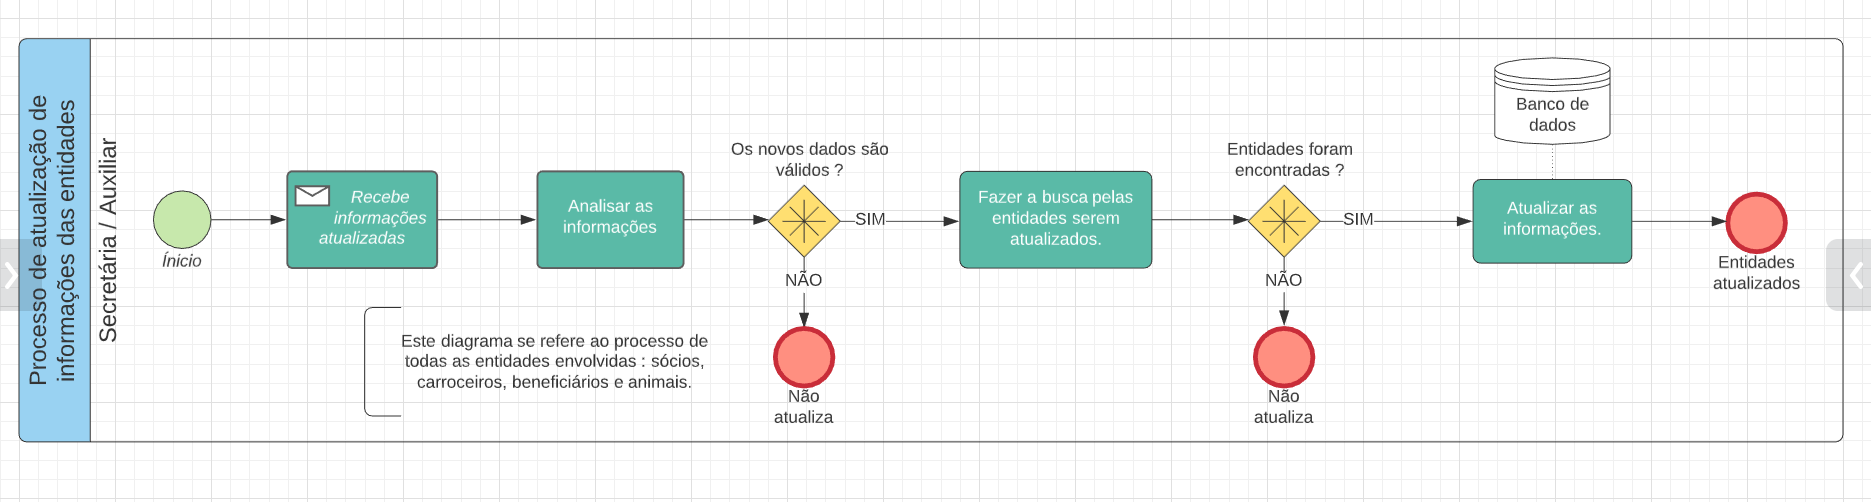 Processo de atualização de
informações das entidades
Secretária / Auxiliar
Ínicio
Recebe
informações
atualizadas
Analisar as
informações
Os novos dados são
válidos ?
SIM
NÃO
Não
atualiza
Fazer a busca pelas
entidades serem
atualizados.
Entidades foram
encontradas ?
SIM
NÃO
Não
atualiza
Banco de
dados
Atualizar as
informações.
Entidades
atualizados
Este diagrama se refere ao processo de
todas as entidades envolvidas : sócios,
carroceiros, beneficiários e animais.